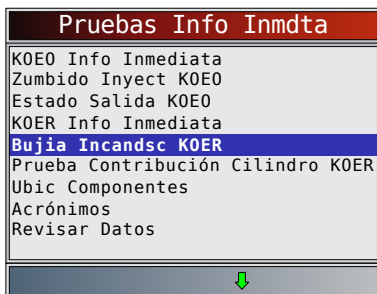 Pruebas Info Inmdta
KOEO Info Inmediata
Zumbido Inyect KOEO
Estado Salida KOEO
KOER Info Inmediata
Bujia Incandsc KOER
Prueba Contribución Cilindro KOER
Ubic Componentes
Acrónimos
Revisar Datos